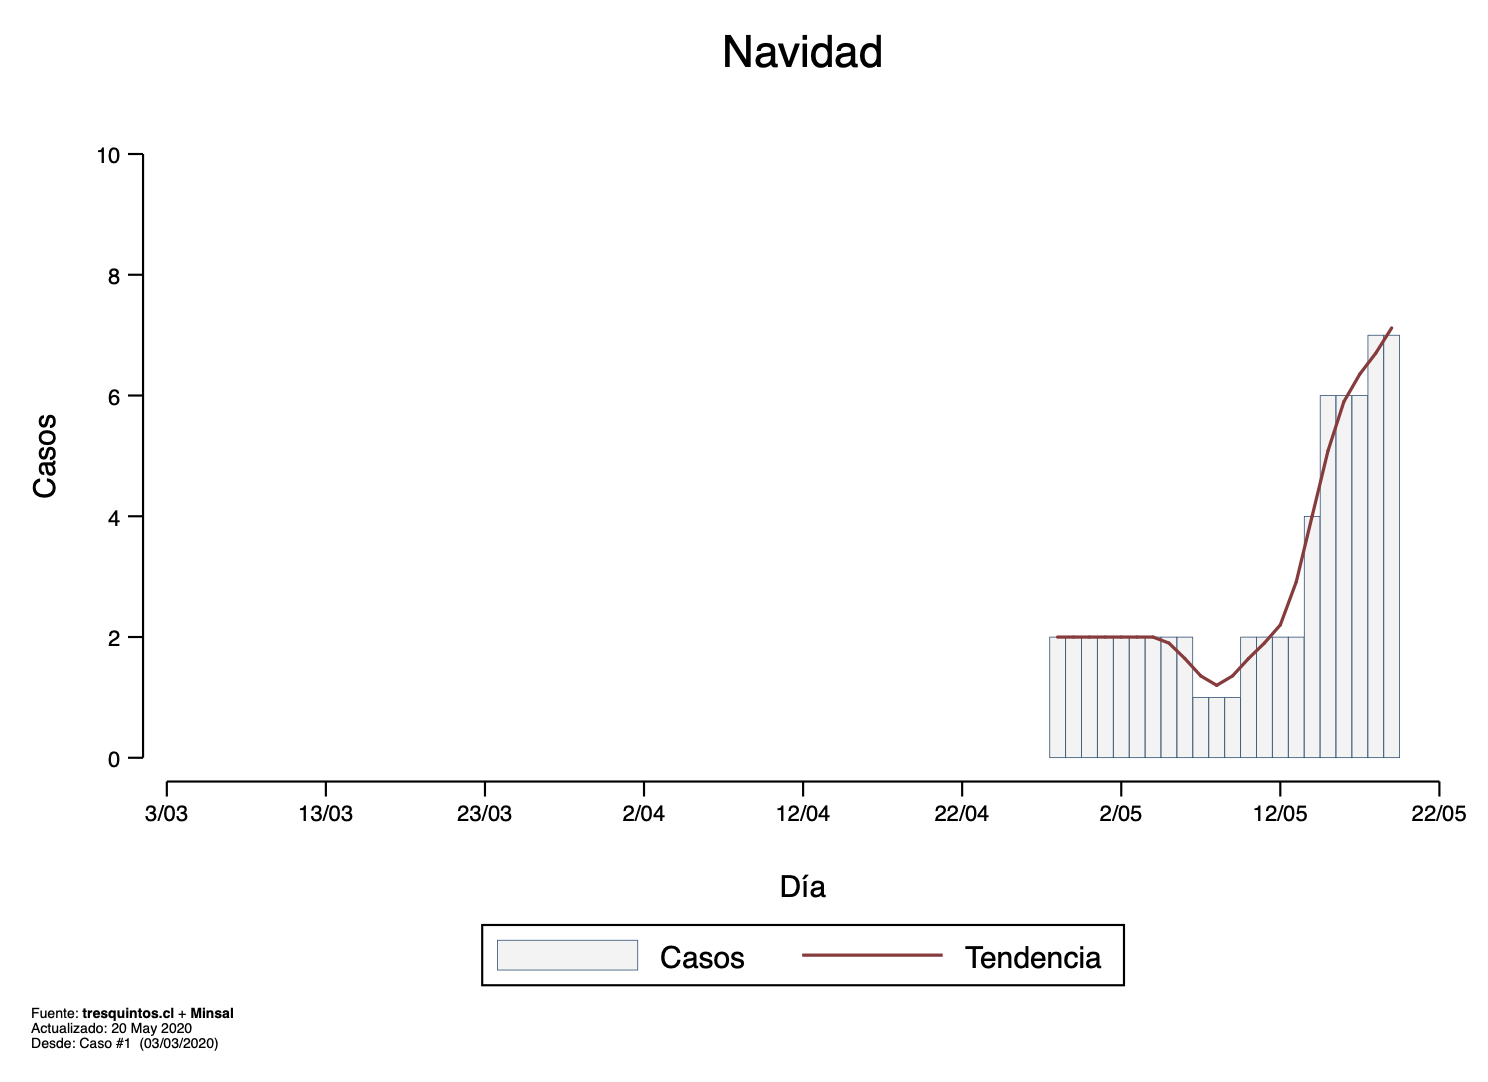 Navidad
10
8
6
4
2
0
Casos
3/03 13/03 23/03 2/04 12/04 22/04 2/05 12/05 22/05
Día
Casos Tendencia
Fuente: tresquintos.cl + Minsal
Actualizado: 20 May 2020
Desde: Caso #1 (03/03/2020)